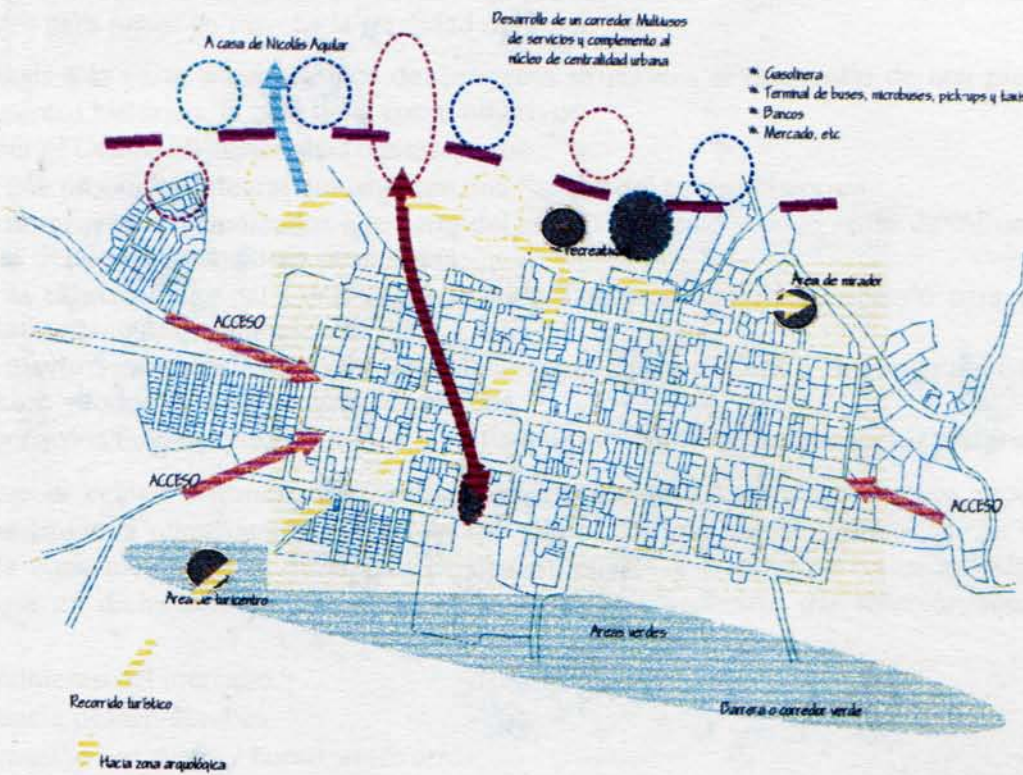 A casa de Nicolás Aguilar
Desarrollo de un corredor Multiusos
de servicios y complemento al
núcleo de centralidad urbana
* Gasolinera
* Terminal de buses, microbuses, pick-ups y taxis
* Bancos
* Mercado, etc
recreativa
Area de mirador
ACCESO
ACCESO
ACCESO
Area de turicentro
Areas verdes
Recorrido turístico
Barrera o corredor verde
Hacia zona arqulógica